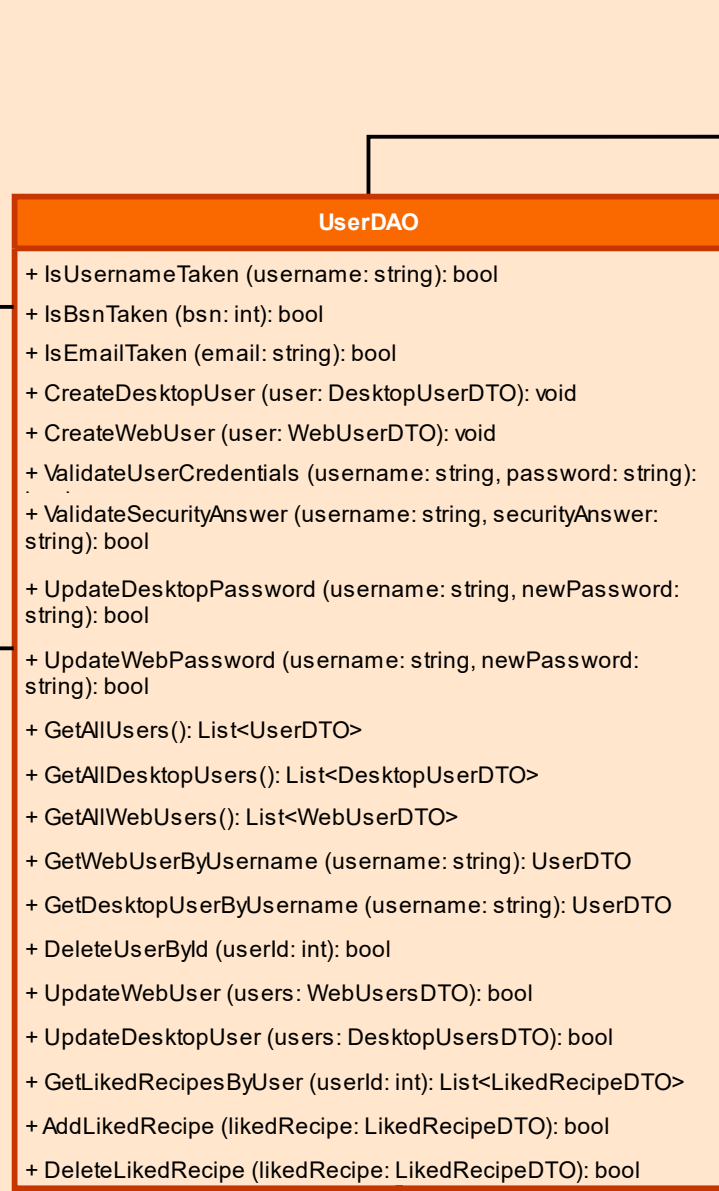 UserDAO
+ IsUsernameTaken (username: string): bool
+ IsBsnTaken (bsn: int): bool
+ IsEmailTaken (email: string): bool
+ CreateDesktopUser (user: DesktopUserDTO): void
+ CreateWebUser (user: WebUserDTO): void
+ ValidateUserCredentials (username: string, password: string):
+ ValidateSecurityAnswer (username: string, securityAnswer:
string): bool
+ UpdateDesktopPassword (username: string, newPassword:
string): bool
+ UpdateWebPassword (username: string, newPassword:
string): bool
+ GetAllUsers(): List<UserDTO>
+ GetAllDesktopUsers(): List<DesktopUserDTO>
+ GetAllWebUsers(): List<WebUserDTO>
+ GetWebUserByUsername (username: string): UserDTO
+ GetDesktopUserByUsername (username: string): UserDTO
+ DeleteUserById (userId: int): bool
+ UpdateWebUser (users: WebUsersDTO): bool
+ UpdateDesktopUser (users: DesktopUsersDTO): bool
+ GetLikedRecipesByUser (userId: int): List<LikedRecipeDTO>
+ AddLikedRecipe (likedRecipe: LikedRecipeDTO): bool
+ DeleteLikedRecipe (likedRecipe: LikedRecipeDTO): bool